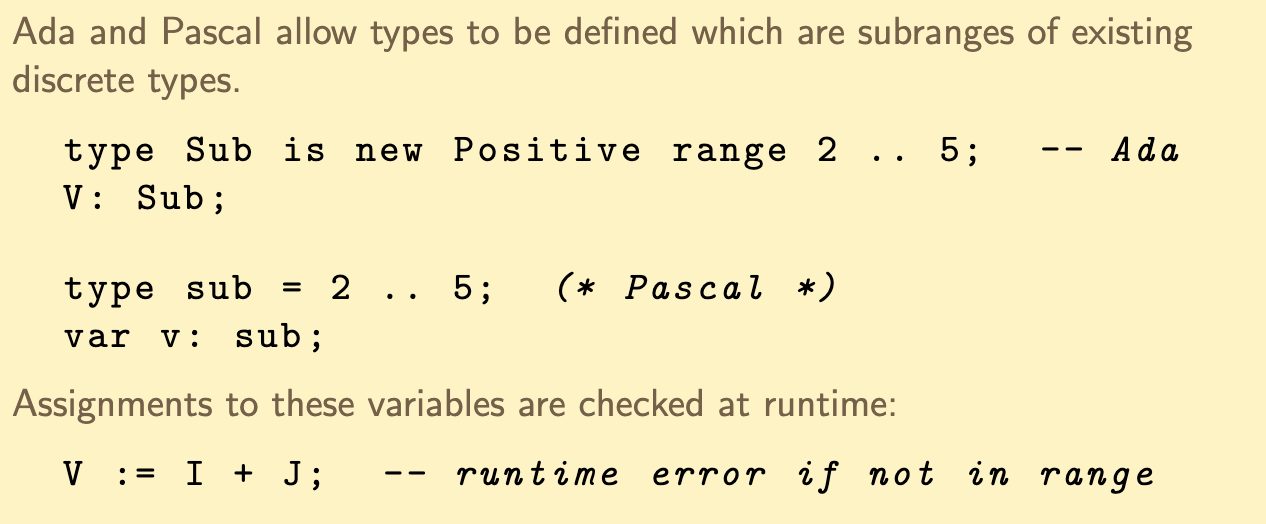 Ada and Pascal allow types to be defined which are subranges of existing
discrete types.
type Sub is new Positive range 2 .. 5; -- Ada
V: Sub;
type sub = 2 .. 5; (* Pascal *)
var v: sub;
Assignments to these variables are checked at runtime:
V := I + J; -- runtime error if not in range